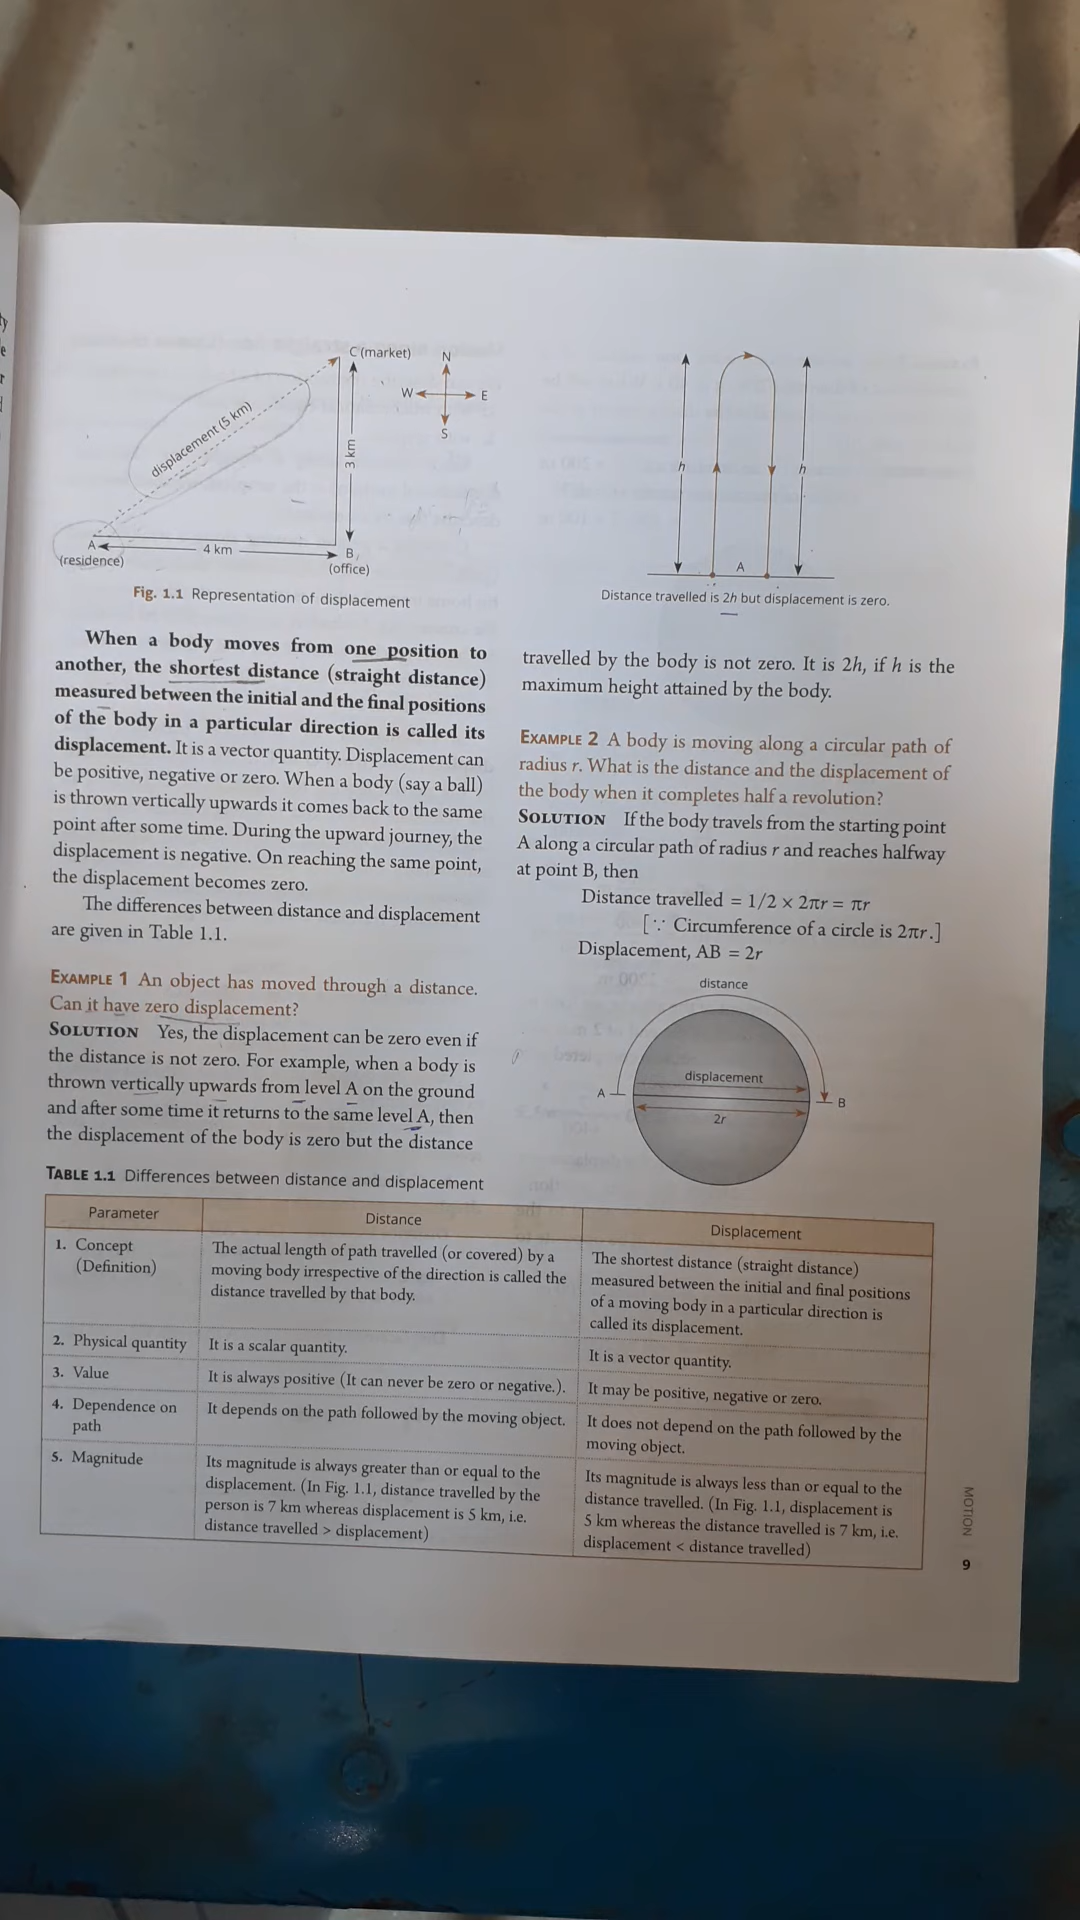 C (market)
N
W
E
S
displacement (5 km)
3 km
A
(residence)
4 km
B
(office)
Fig. 1.1 Representation of displacement
When a body moves from one position to
another, the shortest distance (straight distance)
measured between the initial and the final positions
of the body in a particular direction is called its
displacement. It is a vector quantity. Displacement can
be positive, negative or zero. When a body (say a ball)
is thrown vertically upwards it comes back to the same
point after some time. During the upward journey, the
displacement is negative. On reaching the same point,
the displacement becomes zero.
The differences between distance and displacement
are given in Table 1.1.
EXAMPLE 1 An object has moved through a distance.
Can it have zero displacement?
SOLUTION Yes, the displacement can be zero even if
the distance is not zero. For example, when a body is
thrown vertically upwards from level A on the ground
and after some time it returns to the same level A, then
the displacement of the body is zero but the distance
h
h
A
Distance travelled is 2h but displacement is zero.
travelled by the body is not zero. It is 2h, if h is the
maximum height attained by the body.
EXAMPLE 2 A body is moving along a circular path of
radius r. What is the distance and the displacement of
the body when it completes half a revolution?
SOLUTION If the body travels from the starting point
A along a circular path of radius r and reaches halfway
at point B, then
Distance travelled = 1/2 × 2πr = πr
[∵ Circumference of a circle is 2πr.]
Displacement, AB = 2r
distance
displacement
A
B
2r
TABLE 1.1 Differences between distance and displacement
Parameter
Distance
Displacement
1. Concept
(Definition)
The actual length of path travelled (or covered) by a
moving body irrespective of the direction is called the
distance travelled by that body.
The shortest distance (straight distance)
measured between the initial and final positions
of a moving body in a particular direction is
called its displacement.
2. Physical quantity
It is a scalar quantity.
It is a vector quantity.
3. Value
It is always positive (It can never be zero or negative.).
It may be positive, negative or zero.
4. Dependence on
path
It depends on the path followed by the moving object.
It does not depend on the path followed by the
moving object.
5. Magnitude
Its magnitude is always greater than or equal to the
displacement. (In Fig. 1.1, distance travelled by the
person is 7 km whereas displacement is 5 km, i.e.
distance travelled > displacement)
Its magnitude is always less than or equal to the
distance travelled. (In Fig. 1.1, displacement is
5 km whereas the distance travelled is 7 km, i.e.
displacement < distance travelled)
MOTION
9